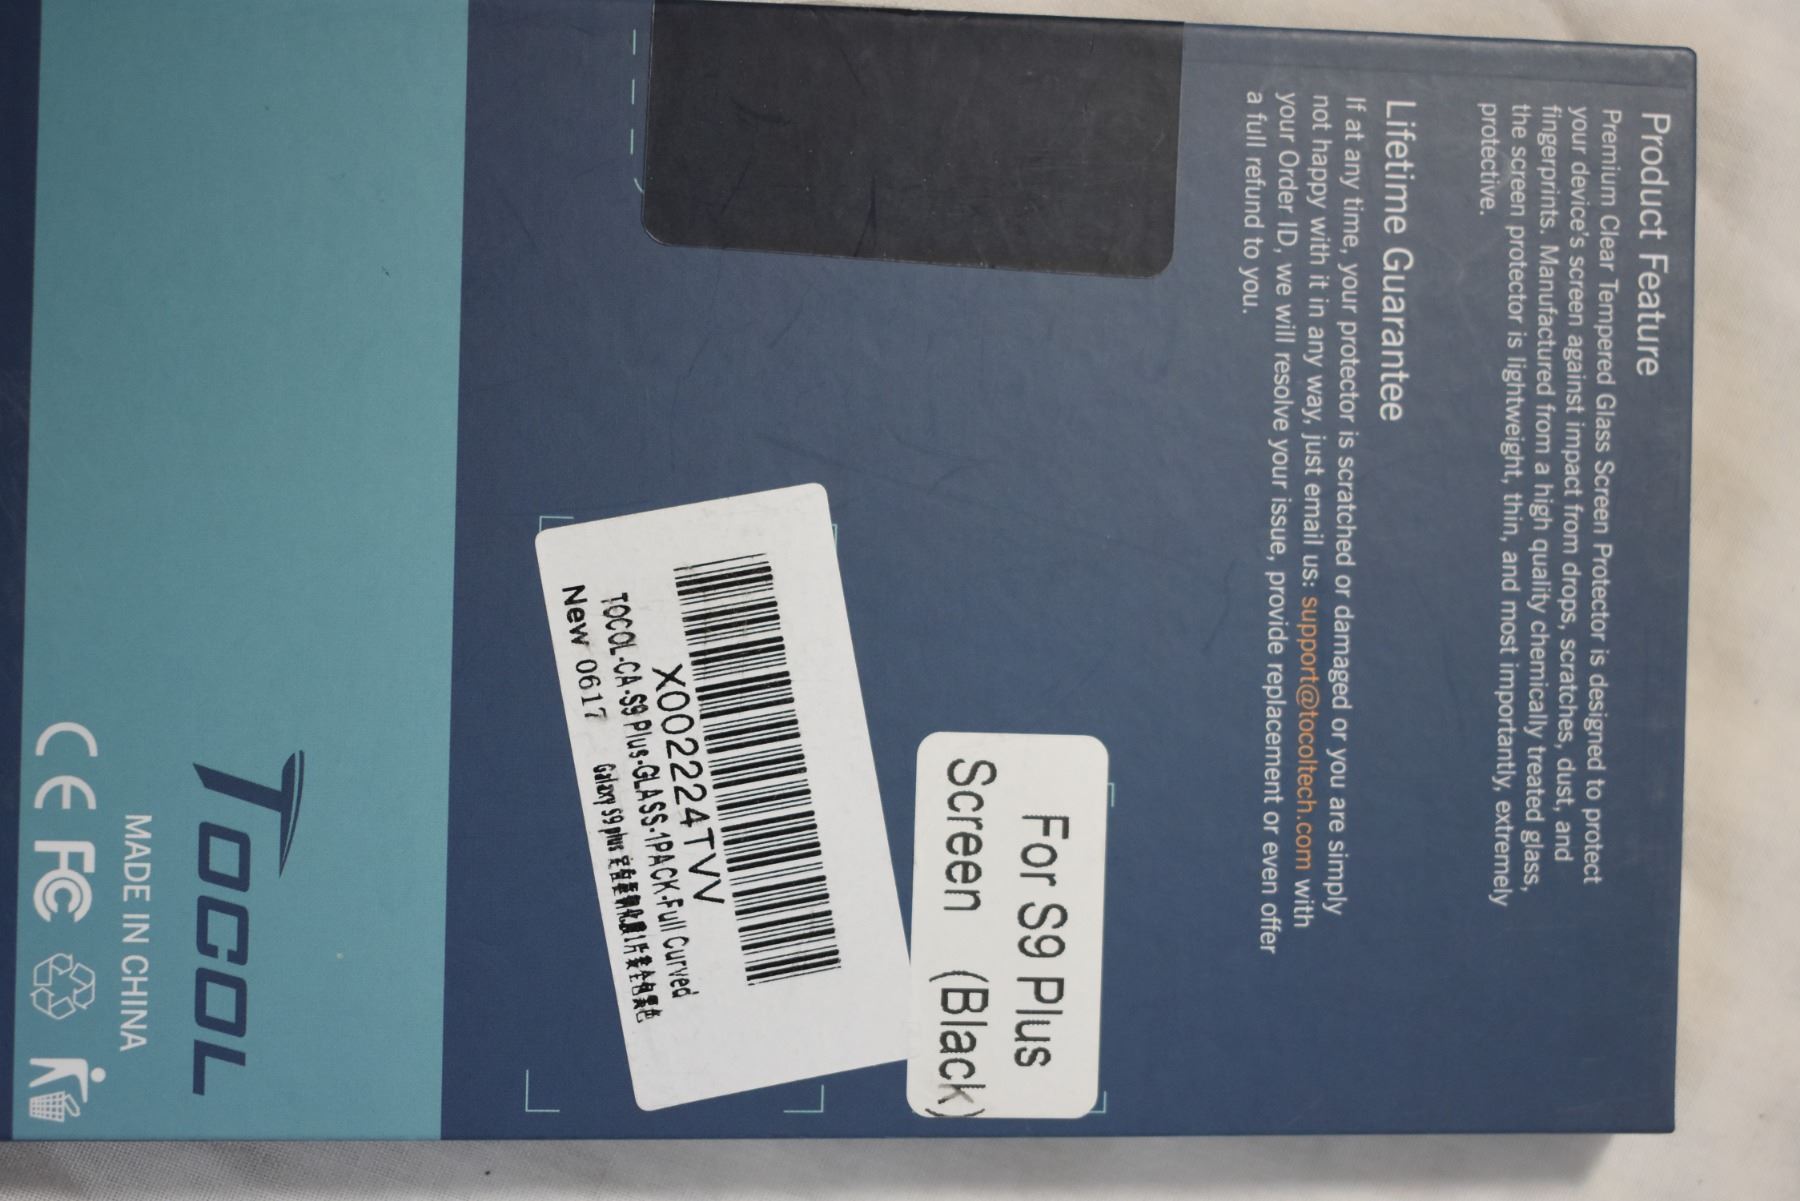 Product Feature
Premium Clear Tempered Glass Screen Protector is designed to protect
your device's screen against impact from drops, scratches, dust, and
fingerprints. Manufactured from a high quality chemically treated glass,
the screen protector is lightweight, thin, and most importantly, extremely
protective.
Lifetime Guarantee
If at any time, your protector is scratched or damaged or you are simply
not happy with it in any way, just email us: support@tocoltech.com with
your Order ID, we will resolve your issue, provide replacement or even offer
a full refund to you.
For S9 Plus
Screen (Black)
X002224TVV
TOCOL-CA-S9 Plus-GLASS-1PACK-Full Curved
New 0617 Galaxy S9 plus
TOCOL
MADE IN CHINA
CE FC